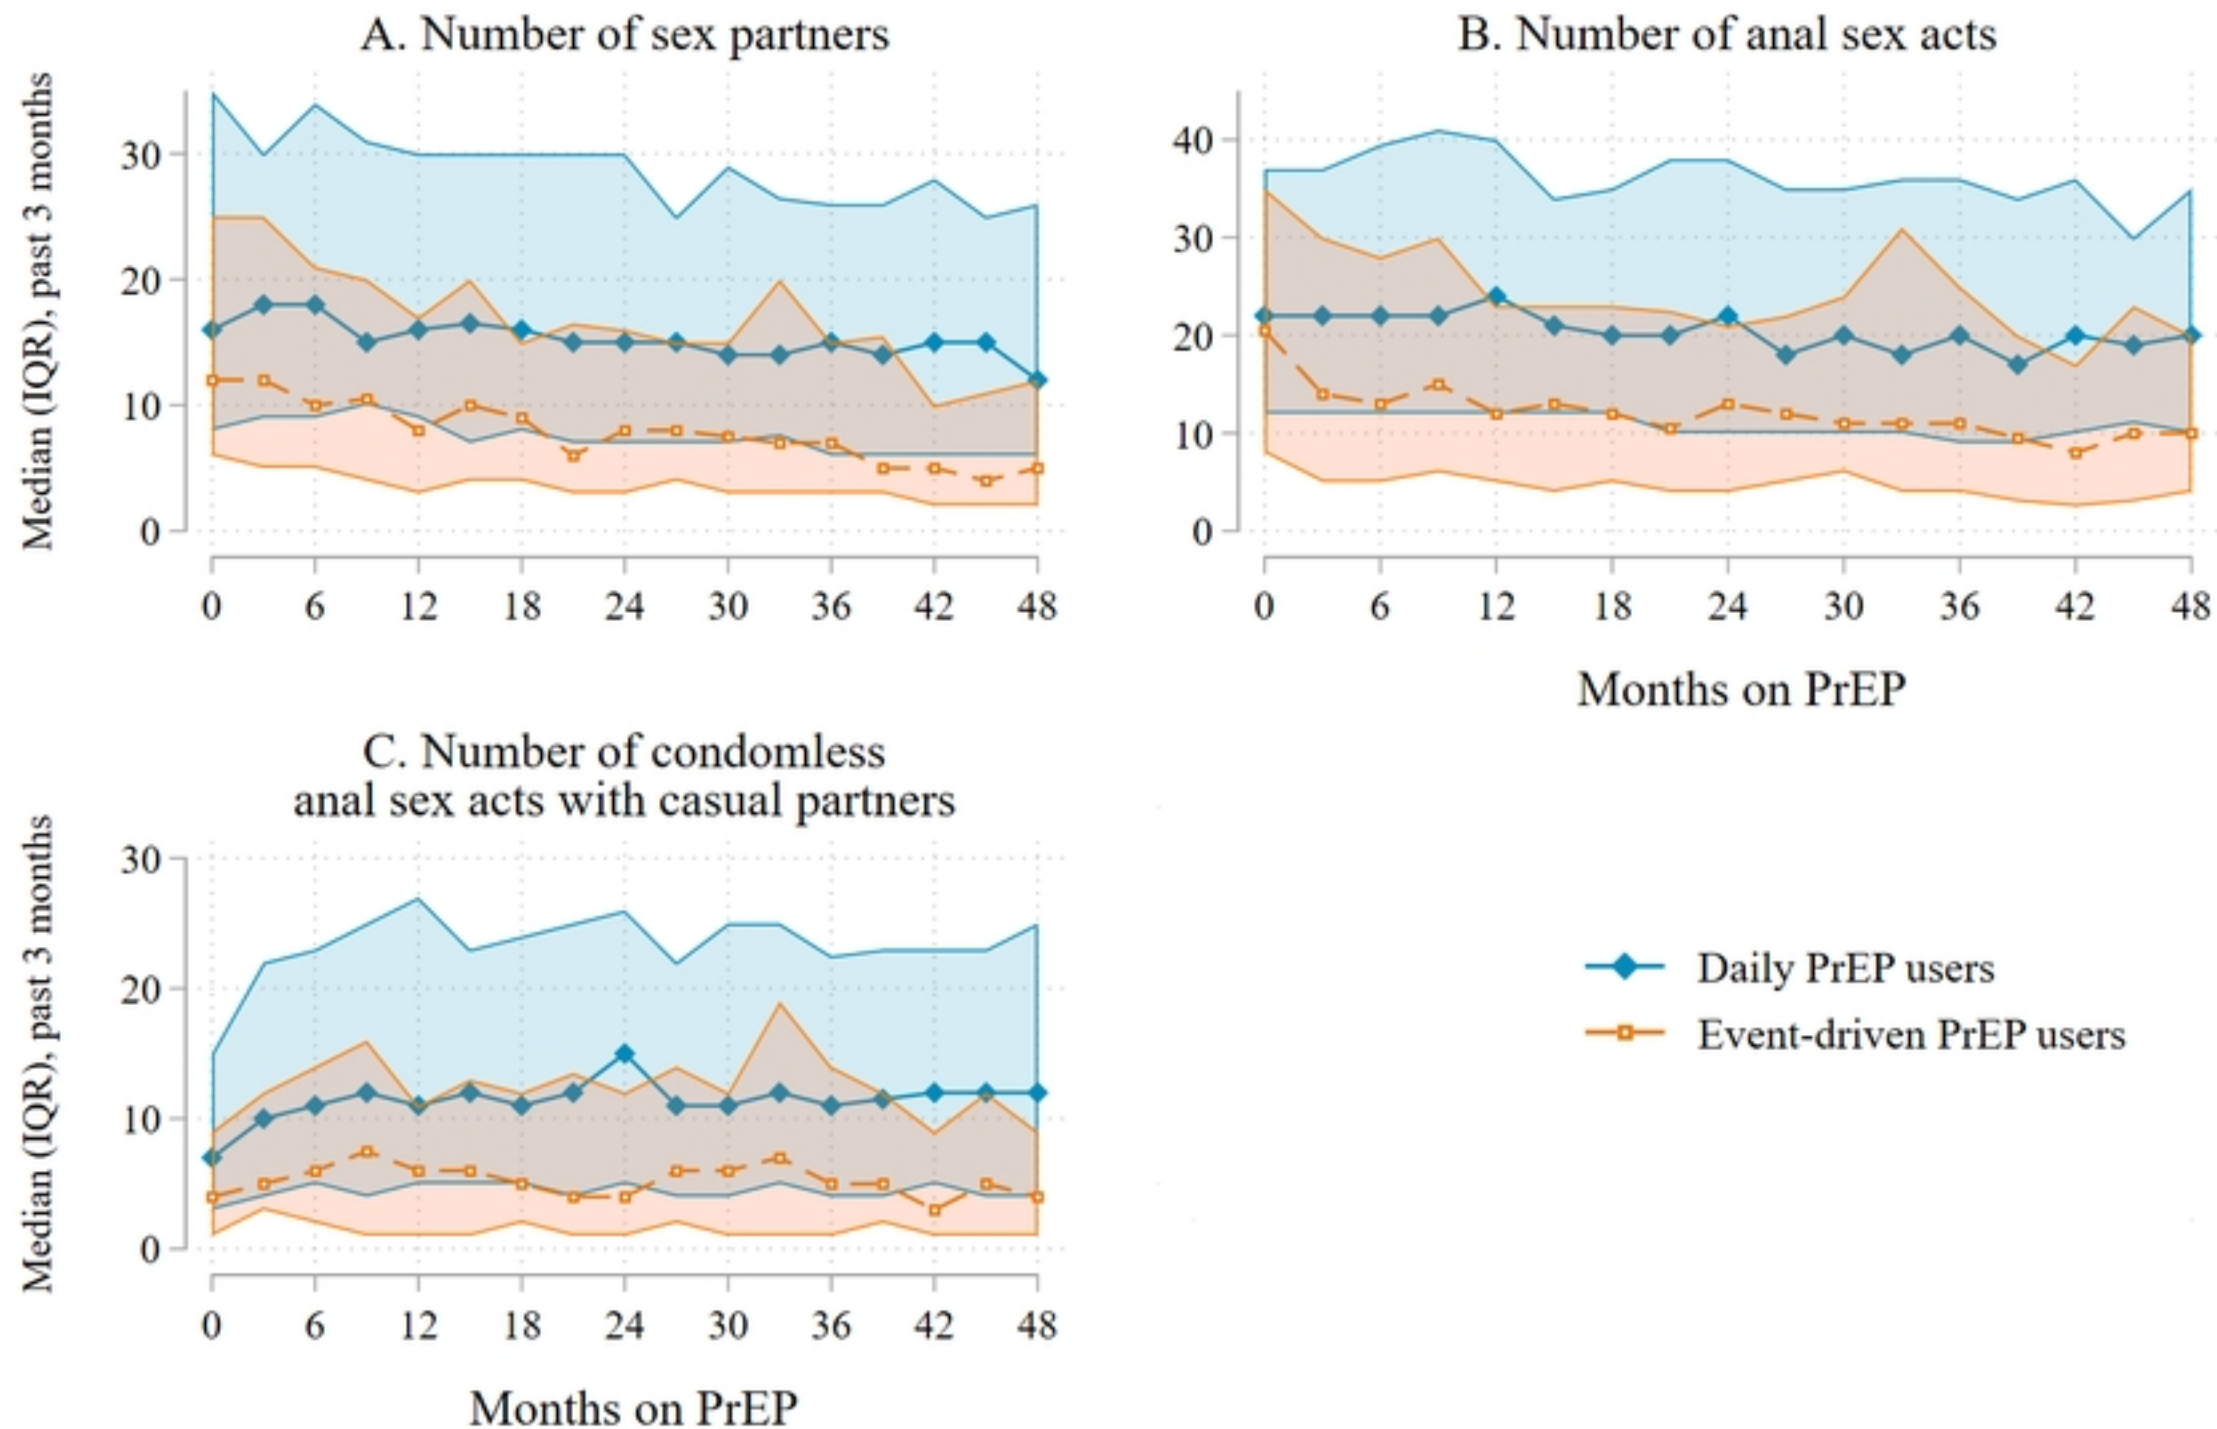 A. Number of sex partners
Median (IQR), past 3 months
30
20
10
0
0 6 12 18 24 30 36 42 48
B. Number of anal sex acts
40
30
20
10
0
0 6 12 18 24 30 36 42 48
Months on PrEP
C. Number of condomless
anal sex acts with casual partners
Median (IQR), past 3 months
30
20
10
0
0 6 12 18 24 30 36 42 48
Months on PrEP
Daily PrEP users
Event-driven PrEP users